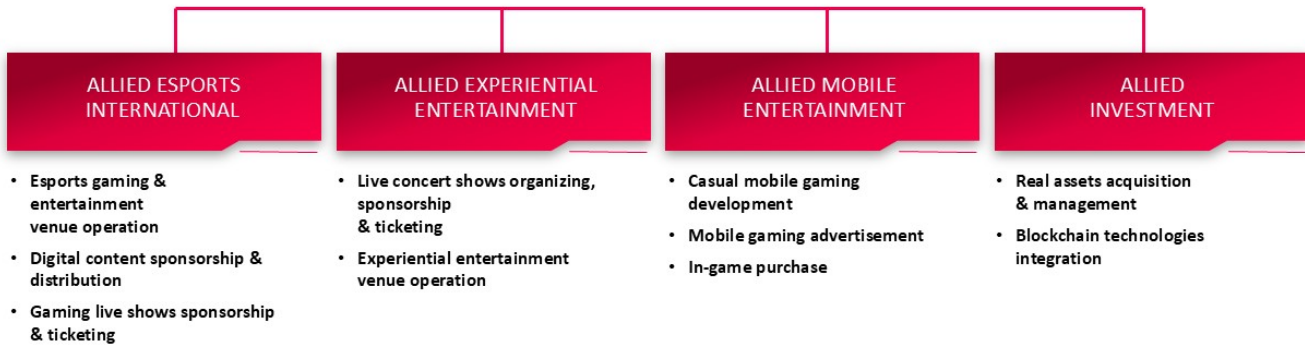 ALLIED ESPORTS
INTERNATIONAL
• Esports gaming &
entertainment
venue operation
• Digital content sponsorship &
distribution
• Gaming live shows sponsorship
& ticketing
ALLIED EXPERIENTIAL
ENTERTAINMENT
• Live concert shows organizing,
sponsorship
& ticketing
• Experiential entertainment
venue operation
ALLIED MOBILE
ENTERTAINMENT
• Casual mobile gaming
development
• Mobile gaming advertisement
• In-game purchase
ALLIED
INVESTMENT
• Real assets acquisition
& management
• Blockchain technologies
integration